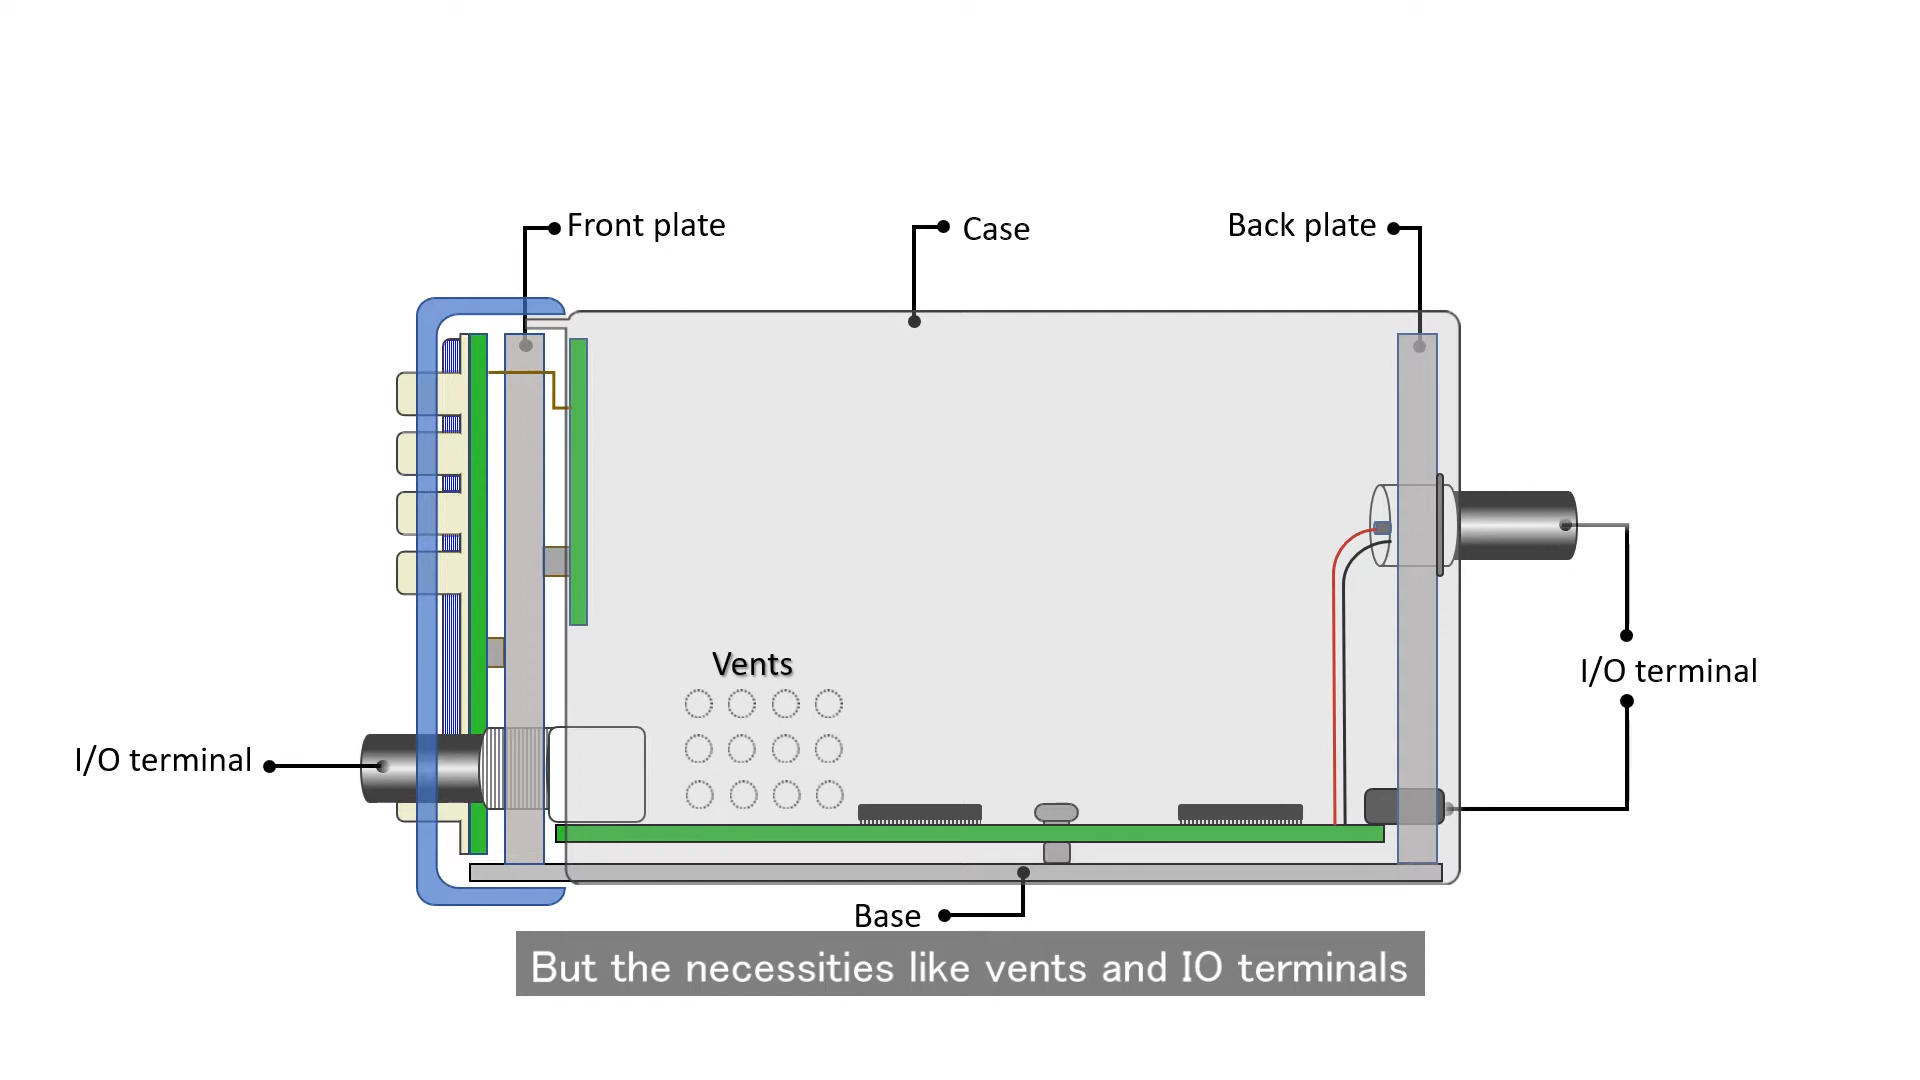 Front plate
Case
Back plate
Vents
I/O terminal
I/O terminal
Base
But the necessities like vents and IO terminals